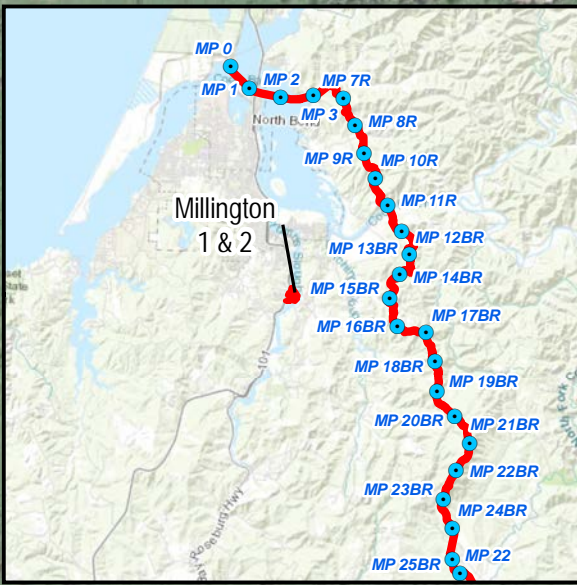 MP 0
MP 1
MP 2
MP 7R
MP 3
North Bend
MP 8R
MP 9R
MP 10R
Millington
1 & 2
MP 11R
MP 12BR
MP 13BR
MP 14BR
MP 15BR
MP 16BR
MP 17BR
MP 18BR
MP 19BR
MP 20BR
MP 21BR
MP 22BR
MP 23BR
MP 24BR
MP 25BR
MP 22
101
Roseburg Hwy
North Fork C